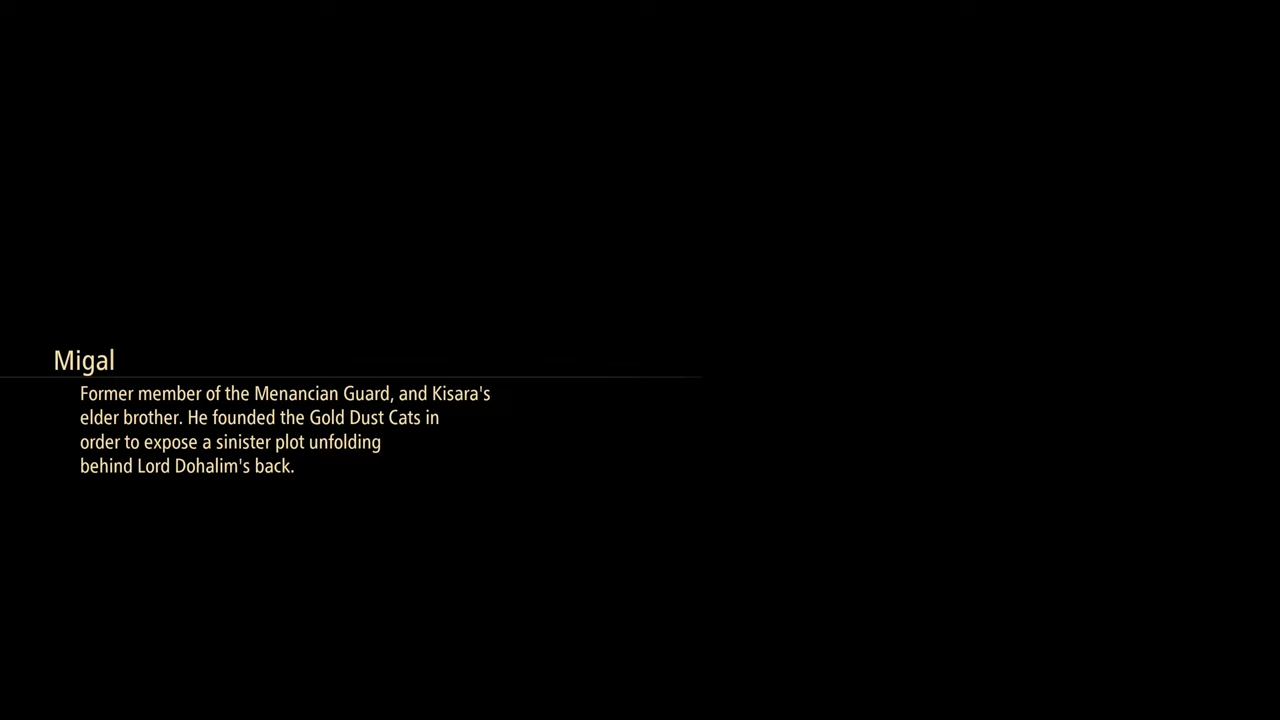 Migal
Former member of the Menancian Guard, and Kisara's
elder brother. He founded the Gold Dust Cats in
order to expose a sinister plot unfolding
behind Lord Dohalim's back.